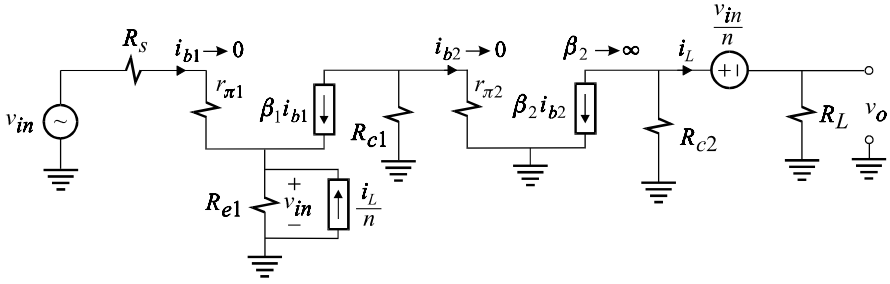 v_in/n
R_s
i_b1→0
i_b2→0
β_2→∞
i_L
+-
r_π1
β_1 i_b1
r_π2
β_2 i_b2
v_in
~
R_c1
R_c2
R_L
v_o
R_e1
+
v_in
-
i_L/n